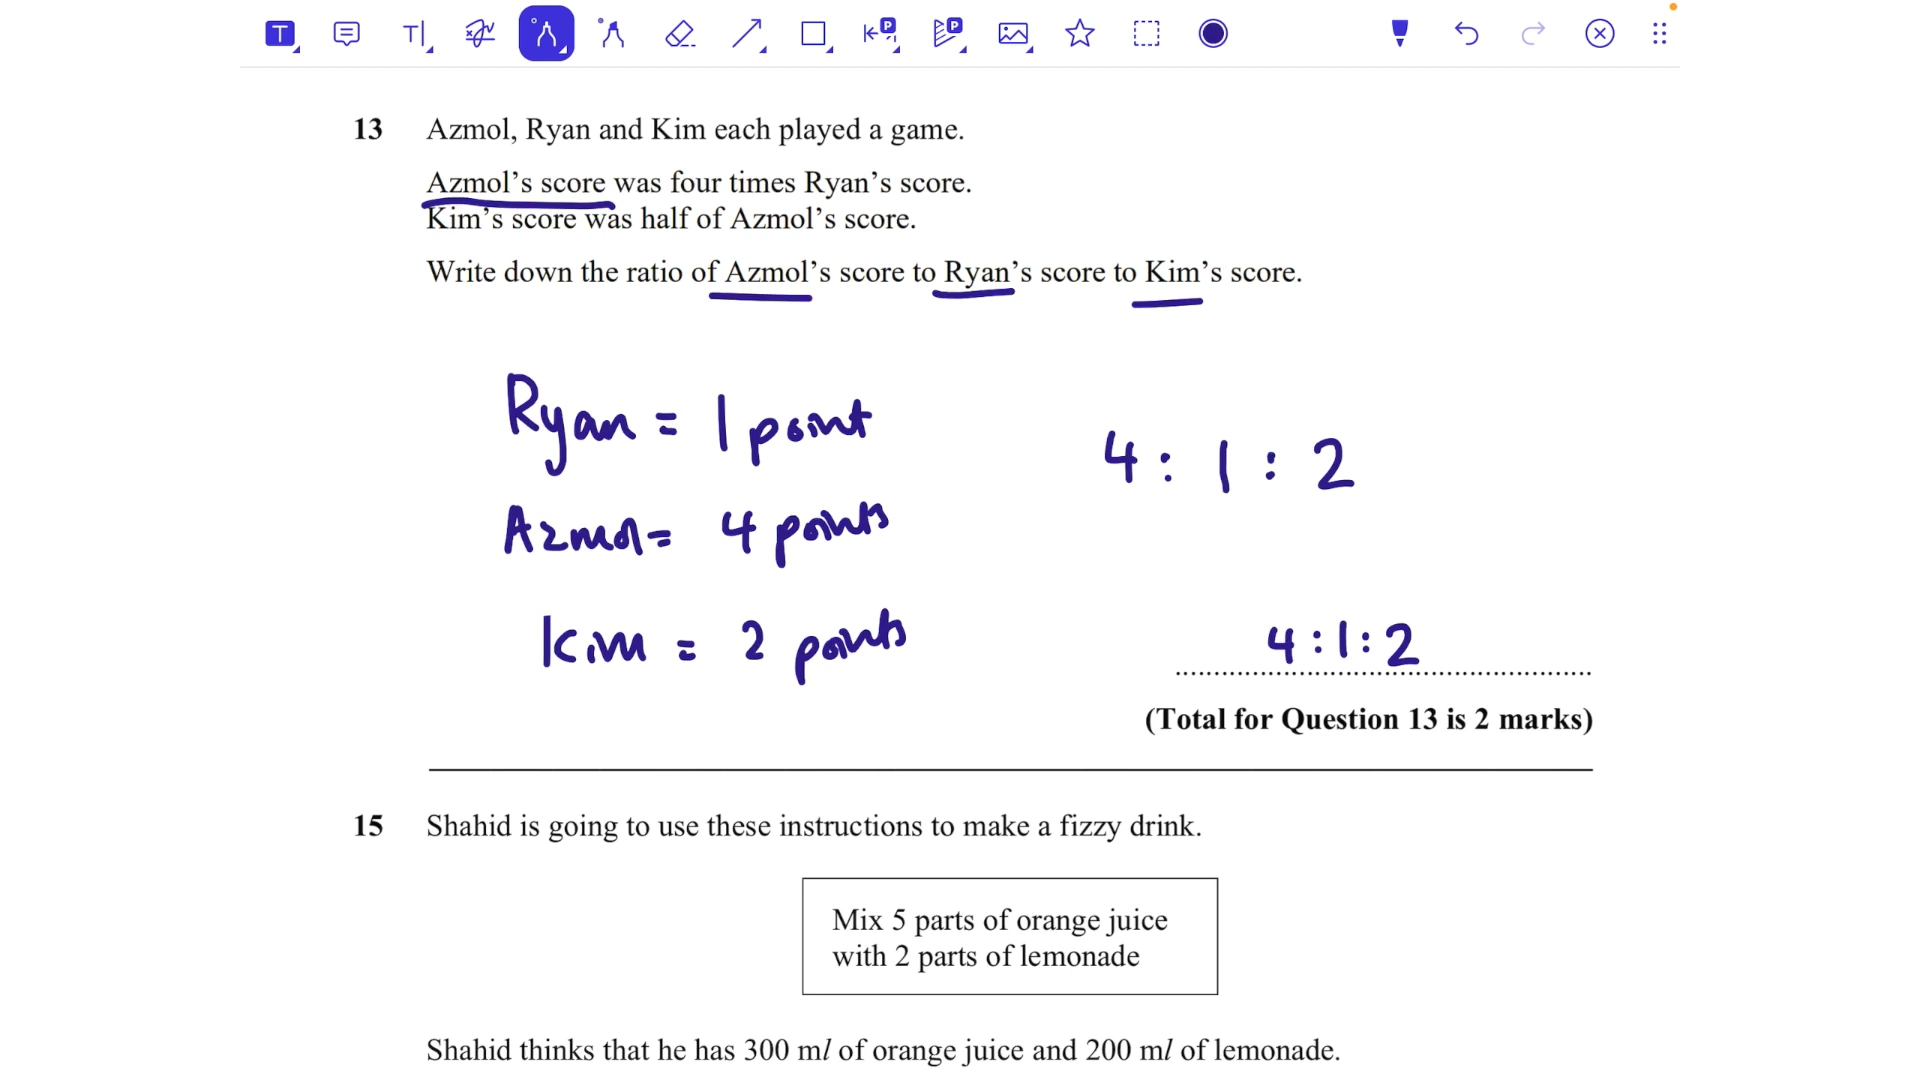 13 Azmol, Ryan and Kim each played a game.
Azmol’s score was four times Ryan’s score.
Kim’s score was half of Azmol’s score.
Write down the ratio of Azmol’s score to Ryan’s score to Kim’s score.
Ryan = 1 point
4 : 1 : 2
Azmol = 4 points
Kim = 2 points
4 : 1 : 2
(Total for Question 13 is 2 marks)
15 Shahid is going to use these instructions to make a fizzy drink.
Mix 5 parts of orange juice
with 2 parts of lemonade
Shahid thinks that he has 300 ml of orange juice and 200 ml of lemonade.